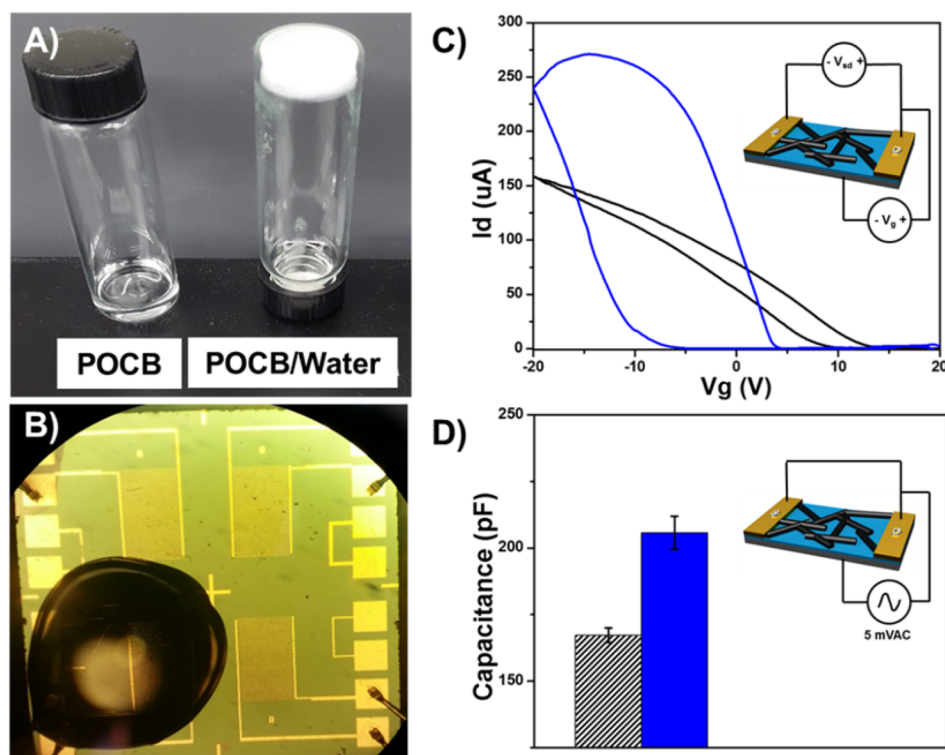 A)
POCB
POCB/Water
B)
C)
Id (uA)
300
250
200
150
100
50
0
-20
-10
0
10
20
Vg (V)
- Vsd +
- Vg +
D)
Capacitance (pF)
250
200
150
5 mVAC